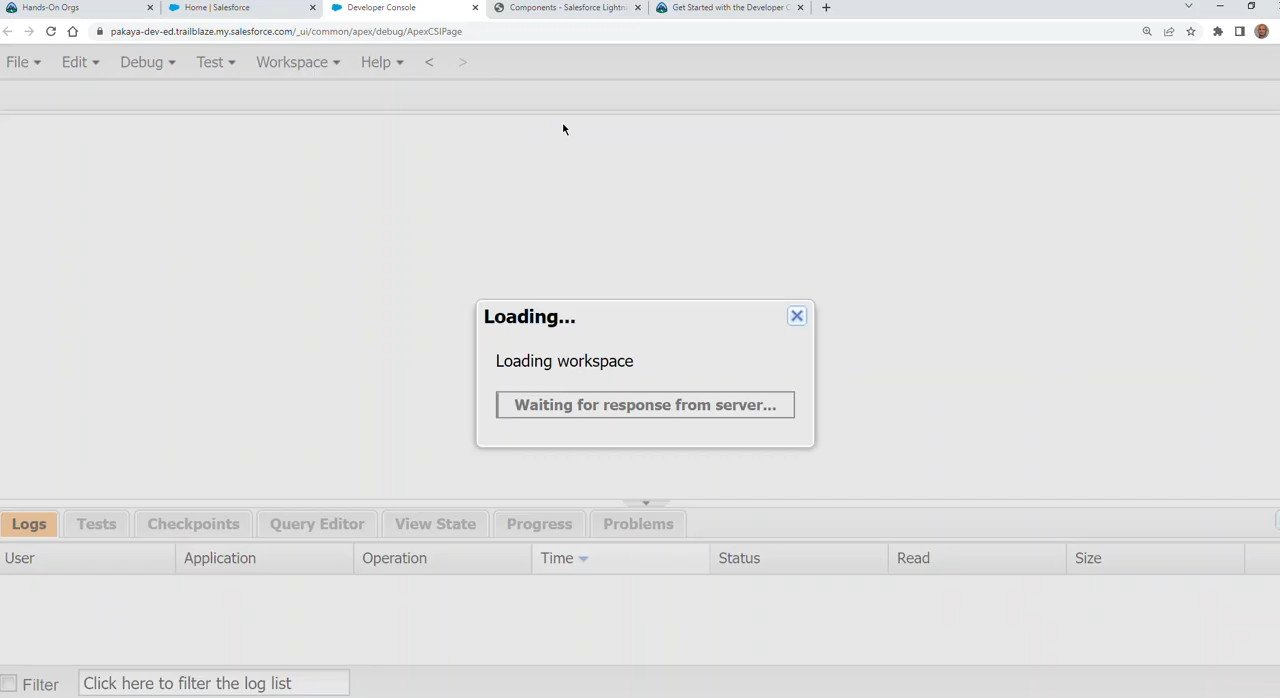 Hands-On Orgs
Home | Salesforce
Developer Console
Components - Salesforce Lightni
Get Started with the Developer C
pakaya-dev-ed.trailblaze.my.salesforce.com/_ui/common/apex/debug/ApexCSIPage
File Edit Debug Test Workspace Help < >
Loading...
Loading workspace
Waiting for response from server...
Logs Tests Checkpoints Query Editor View State Progress Problems
User Application Operation Time Status Read Size
Filter Click here to filter the log list